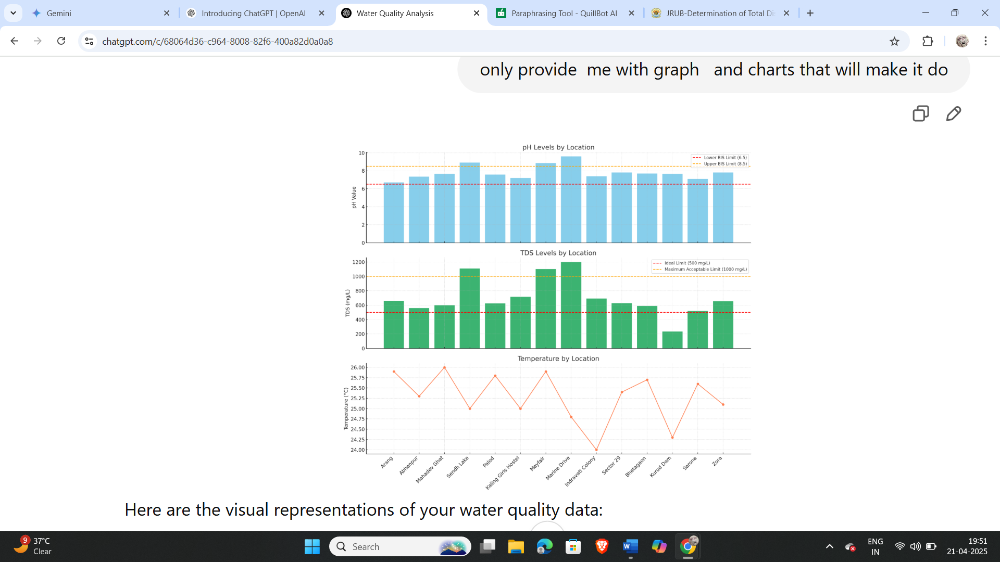 Gemini
Introducing ChatGPT | OpenAI
Water Quality Analysis
Paraphrasing Tool - QuillBot AI
JRUB-Determination of Total Di
chatgpt.com/c/68064d36-c964-8008-82f6-400a82d0a0a8
only provide me with graph and charts that will make it do
pH Levels by Location
Lower BIS Limit (6.5)
Upper BIS Limit (8.5)
pH Value
10
8
6
4
2
0
TDS Levels by Location
Ideal Limit (500 mg/L)
Maximum Acceptable Limit (1000 mg/L)
TDS (mg/L)
1200
1000
800
600
400
200
0
Temperature by Location
Temperature (°C)
26.00
25.75
25.50
25.25
25.00
24.75
24.50
24.25
24.00
Arang
Abhanpur
Mahadev Ghat
Sendh Lake
Palod
Kaling Girls Hostel
Mayfair
Marine Drive
Indravati Colony
Sector 29
Bhatagaon
Kurud Dam
Sarona
Zora
Here are the visual representations of your water quality data:
9
37°C
Clear
Search
W
ENG
IN
19:51
21-04-2025